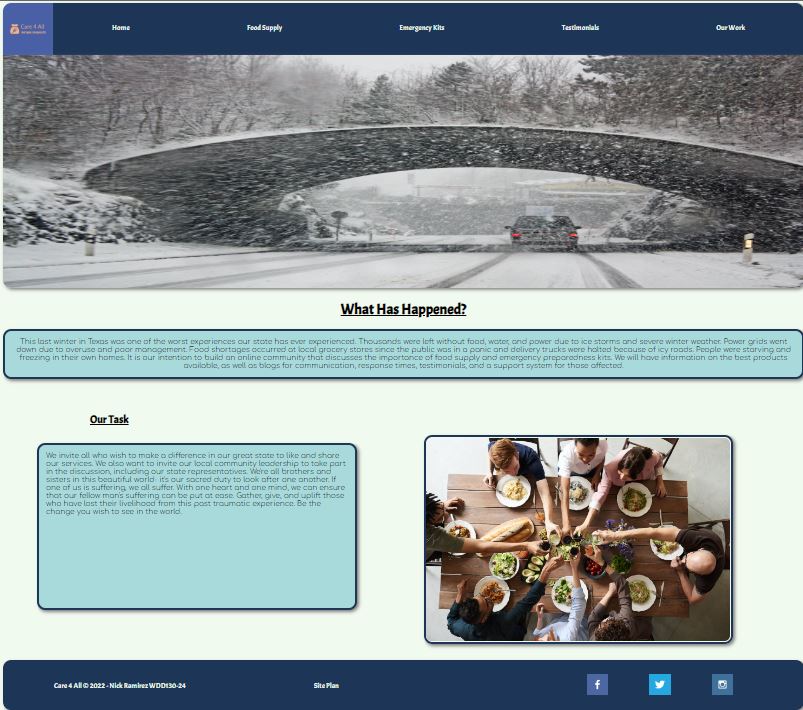 Care 4 All
Home
Food Supply
Emergency Kits
Testimonials
Our Work
What Has Happened?
This last winter in Texas was one of the worst experiences our state has ever experienced. Thousands were left without food, water, and power due to ice storms and severe winter weather. Power grids went
down due to overuse and poor management. Food shortages occurred at local grocery stores since the public was in a panic and delivery trucks were halted because of icy roads. People were starving and
freezing in their own homes. It is our intention to build an online community that discusses the importance of food supply and emergency preparedness kits. We will have information on the best products
available, as well as blogs for communication, response times, testimonials, and a support system for those affected.
Our Task
We invite all who wish to make a difference in our great state to like and share
our services. We also want to invite our local community leadership to take part
in the discussion, including our state representatives. We're all brothers and
sisters in this beautiful world- it's our sacred duty to look after one another. If
one of us is suffering, we all suffer. With one heart and one mind, we can ensure
that our fellow man's suffering can be put at ease. Gather, give, and uplift those
who have lost their livelihood from this past traumatic experience. Be the
change you wish to see in the world.
Care 4 All © 2022 - Nick Ramirez WDD130-24
Site Plan